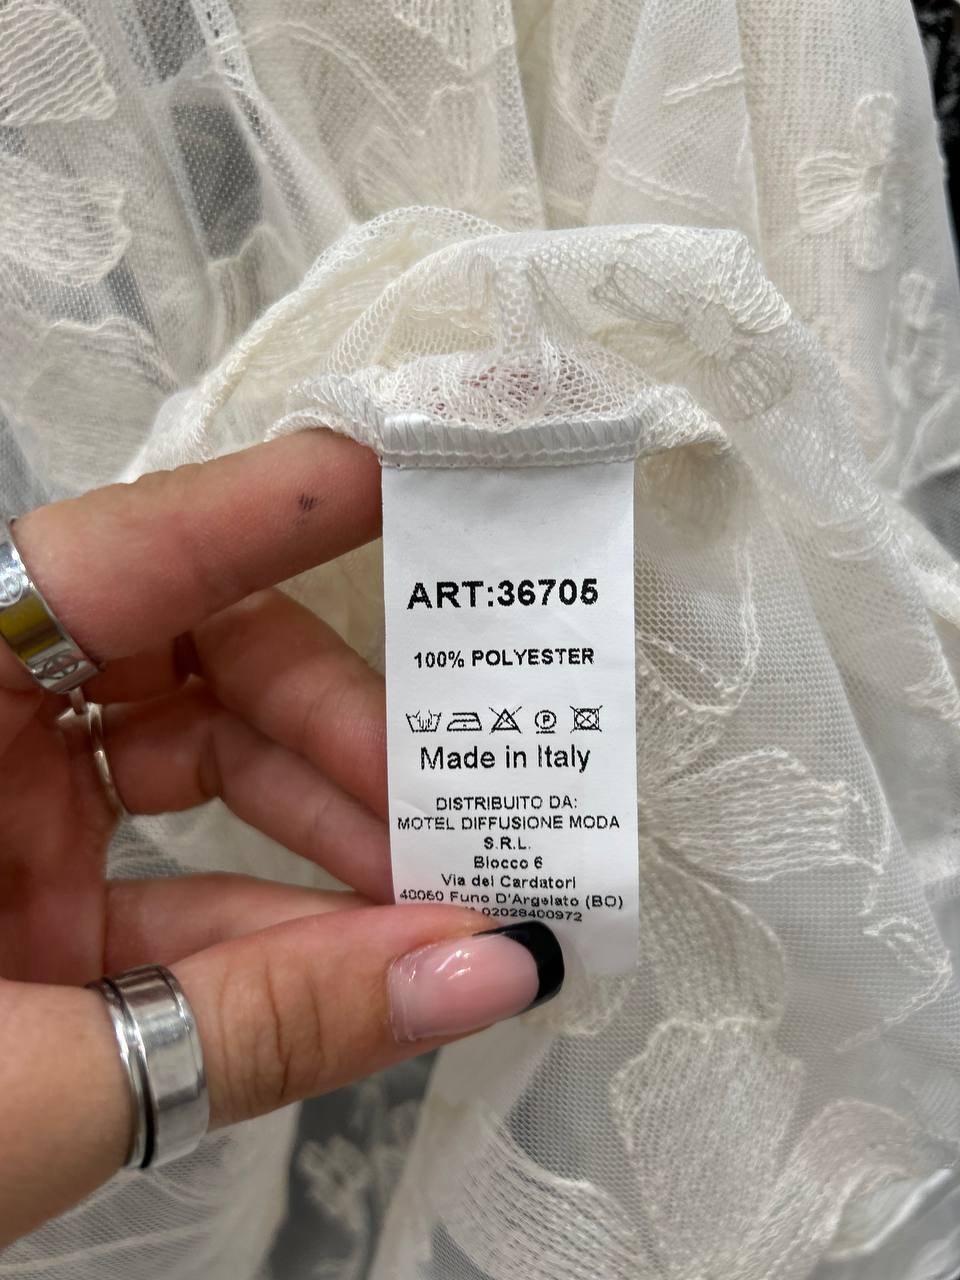 ART:36705
100% POLYESTER
Made in Italy
DISTRIBUITO DA:
MOTEL DIFFUSIONE MODA
S.R.L.
Blocco 6
Via dei Cardatori
40050 Funo D'Argelato (BO)
02028400972